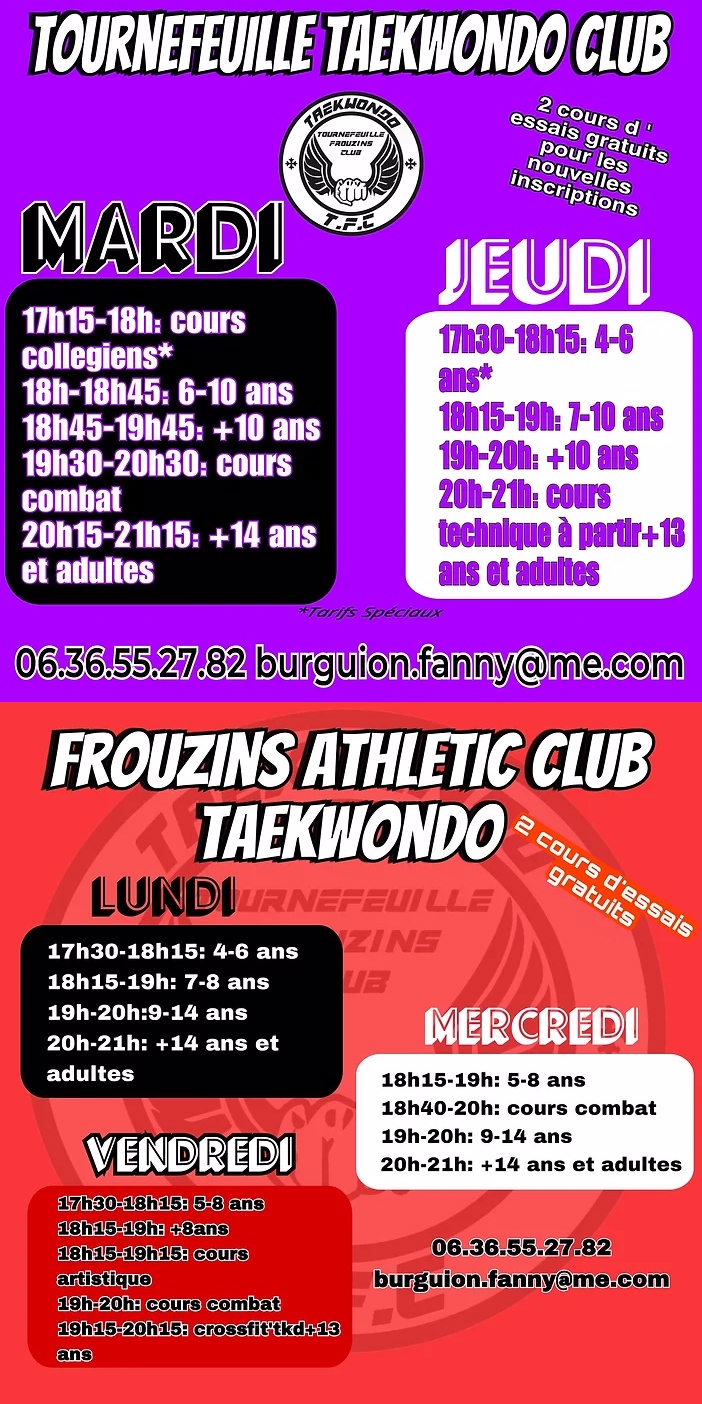 TOURNEFEUILLE TAEKWONDO CLUB
TAEKWONDO
TOURNEFEUILLE
FROUZINS
CLUB
T.F.C
2 cours d '
essais gratuits
pour les
nouvelles
inscriptions
MARDI
17h15-18h: cours
collegiens*
18h-18h45: 6-10 ans
18h45-19h45: +10 ans
19h30-20h30: cours
combat
20h15-21h15: +14 ans
et adultes
JEUDI
17h30-18h15: 4-6
ans*
18h15-19h: 7-10 ans
19h-20h: +10 ans
20h-21h: cours
technique à partir+13
ans et adultes
*Tarifs Spéciaux
06.36.55.27.82 burguion.fanny@me.com
FROUZINS ATHLETIC CLUB
TAEKWONDO
2 cours d'essais
gratuits
LUNDI
17h30-18h15: 4-6 ans
18h15-19h: 7-8 ans
19h-20h:9-14 ans
20h-21h: +14 ans et
adultes
MERCREDI
18h15-19h: 5-8 ans
18h40-20h: cours combat
19h-20h: 9-14 ans
20h-21h: +14 ans et adultes
VENDREDI
17h30-18h15: 5-8 ans
18h15-19h: +8ans
18h15-19h15: cours
artistique
19h-20h: cours combat
19h15-20h15: crossfit'tkd+13
ans
06.36.55.27.82
burguion.fanny@me.com